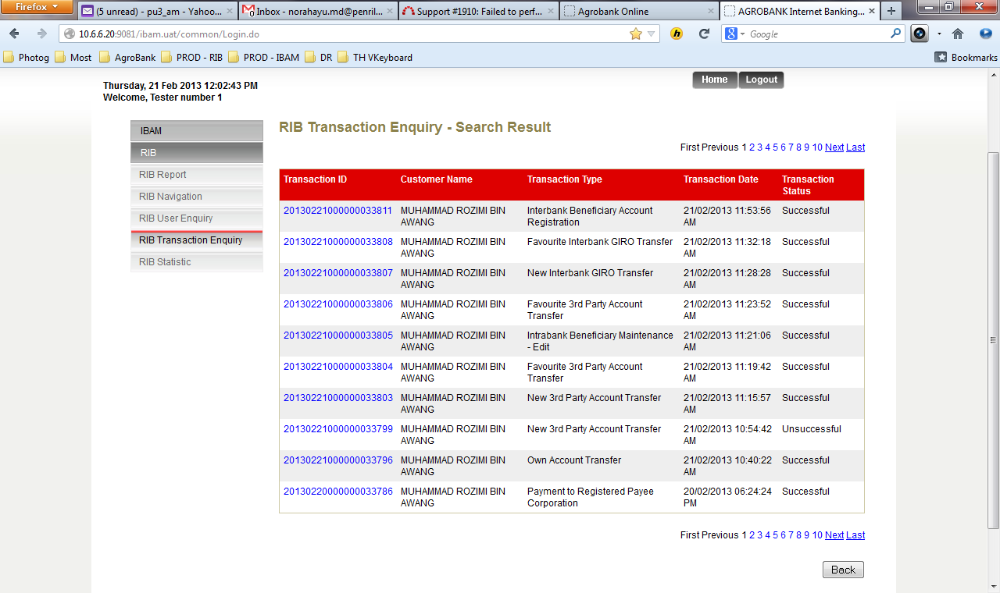 Firefox
(5 unread) - pu3_am - Yahoo...
Inbox - norahayu.md@penril...
Support #1910: Failed to perf...
Agrobank Online
AGROBANK Internet Banking...
10.6.6.20:9081/ibam.uat/common/Login.do
Google
Photog
Most
AgroBank
PROD - RIB
PROD - IBAM
DR
TH VKeyboard
Bookmarks
Thursday, 21 Feb 2013 12:02:43 PM
Welcome, Tester number 1
Home
Logout
IBAM
RIB
RIB Report
RIB Navigation
RIB User Enquiry
RIB Transaction Enquiry
RIB Statistic
RIB Transaction Enquiry - Search Result
First Previous 1 2 3 4 5 6 7 8 9 10 Next Last
Transaction ID Customer Name Transaction Type Transaction Date Transaction
Status
20130221000000033811 MUHAMMAD ROZIMI BIN Interbank Beneficiary Account 21/02/2013 11:53:56 Successful
AWANG Registration AM
20130221000000033808 MUHAMMAD ROZIMI BIN Favourite Interbank GIRO Transfer 21/02/2013 11:32:18 Successful
AWANG AM
20130221000000033807 MUHAMMAD ROZIMI BIN New Interbank GIRO Transfer 21/02/2013 11:28:28 Successful
AWANG AM
20130221000000033806 MUHAMMAD ROZIMI BIN Favourite 3rd Party Account 21/02/2013 11:23:52 Successful
AWANG Transfer AM
20130221000000033805 MUHAMMAD ROZIMI BIN Intrabank Beneficiary Maintenance 21/02/2013 11:21:06 Successful
AWANG - Edit AM
20130221000000033804 MUHAMMAD ROZIMI BIN Favourite 3rd Party Account 21/02/2013 11:19:42 Successful
AWANG Transfer AM
20130221000000033803 MUHAMMAD ROZIMI BIN New 3rd Party Account Transfer 21/02/2013 11:15:57 Successful
AWANG AM
20130221000000033799 MUHAMMAD ROZIMI BIN New 3rd Party Account Transfer 21/02/2013 10:54:42 Unsuccessful
AWANG AM
20130221000000033796 MUHAMMAD ROZIMI BIN Own Account Transfer 21/02/2013 10:40:22 Successful
AWANG AM
20130220000000033786 MUHAMMAD ROZIMI BIN Payment to Registered Payee 20/02/2013 06:24:24 Successful
AWANG Corporation PM
First Previous 1 2 3 4 5 6 7 8 9 10 Next Last
Back